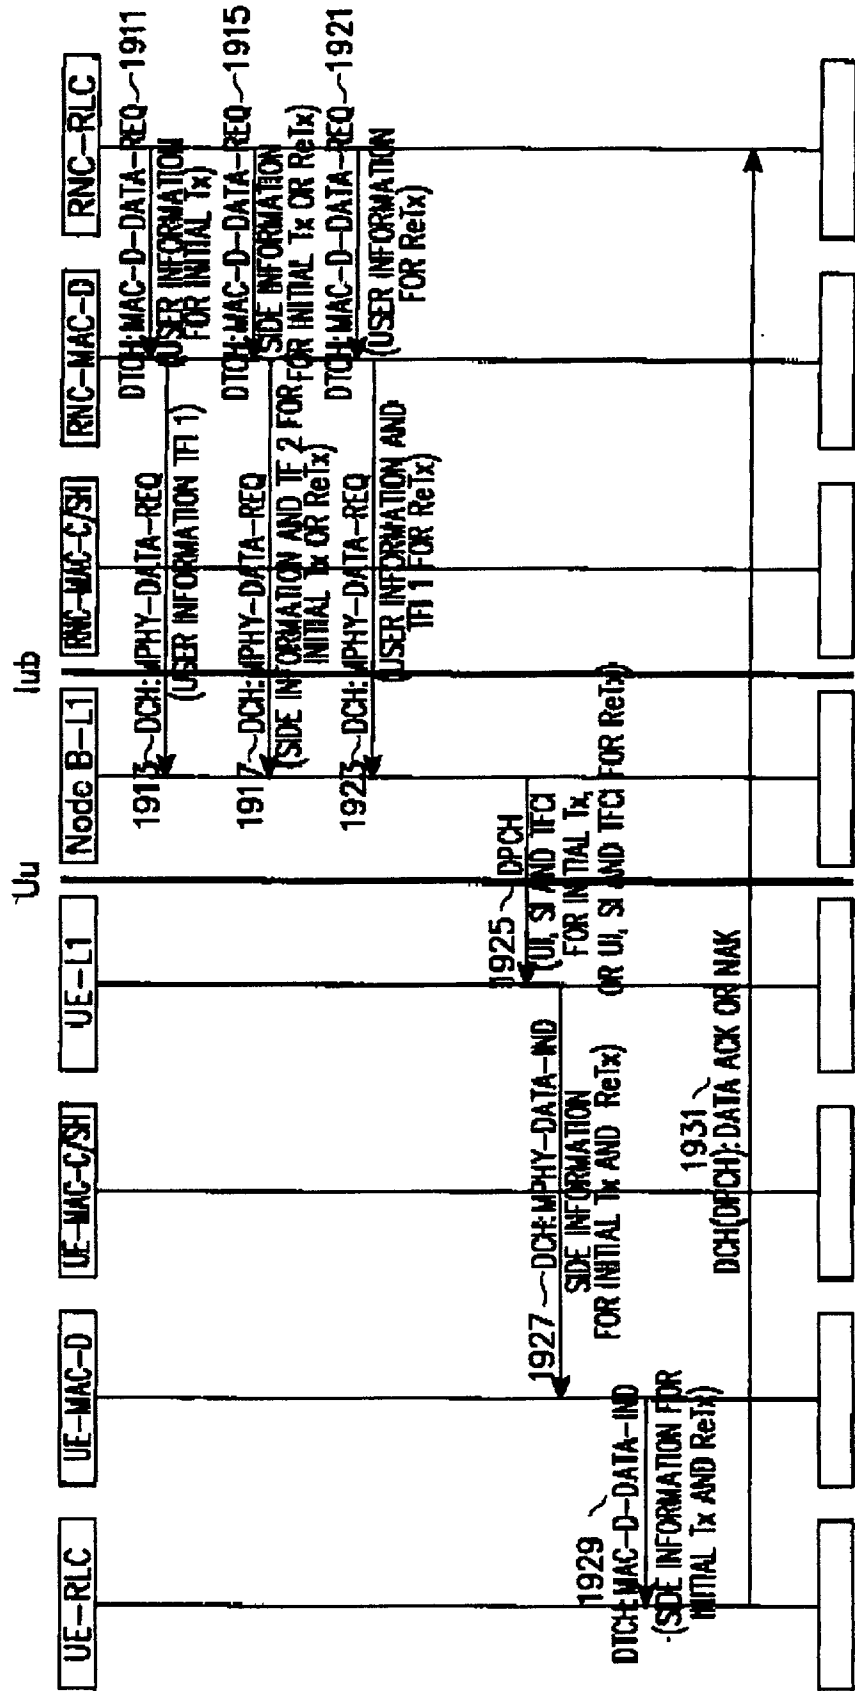 Uu
Iub
UE-RLC
UE-MAC-D
UE-MAC-C/SH
UE-L1
Node B-L1
RNC-MAC-C/SH
RNC-MAC-D
RNC-RLC
DTCH:MAC-D-DATA-REQ~1911
(USER INFORMATION
FOR INITIAL Tx)
1913~DCH:MPHY-DATA-REQ
(USER INFORMATION TFI 1)
DTCH:MAC-D-DATA-REQ~1915
SIDE INFORMATION
FOR INITIAL Tx OR ReTx)
1917~DCH:MPHY-DATA-REQ
(SIDE INFORMATION AND TF 2 FOR
INITIAL Tx OR ReTx)
DTCH:MAC-D-DATA-REQ~1921
(USER INFORMATION
FOR ReTx)
1923~DCH:MPHY-DATA-REQ
(USER INFORMATION AND
TFI 1 FOR ReTx)
1925~DPCH
(UI, SI AND TFCI
FOR INITIAL Tx,
OR UI, SI AND TFCI FOR ReTx)
1927~DCH:MPHY-DATA-IND
SIDE INFORMATION
FOR INITIAL Tx AND ReTx)
1929
DTCH:MAC-D-DATA-IND
(SIDE INFORMATION FOR
INITIAL Tx AND ReTx)
1931
DCH(DPCH):DATA ACK OR NAK